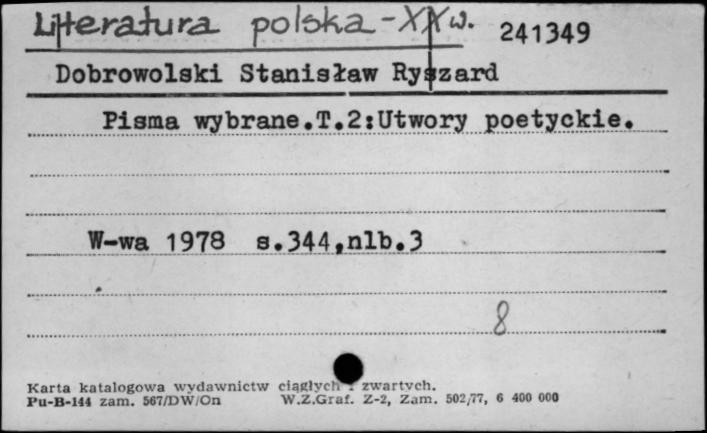 Literatura polska - XX w. 241349
Dobrowolski Stanisław Ryszard
Pisma wybrane.T.2:Utwory poetyckie.
W-wa 1978 s.344,nlb.3
8
Karta katalogowa wydawnictw ciągłych i zwartych.
Pu-B-144 zam. 567/DW/On W.Z.Graf. Z-2, Zam. 502/77, 6 400 000